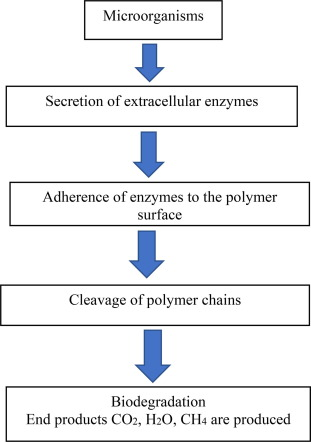 Microorganisms
Secretion of extracellular enzymes
Adherence of enzymes to the polymer
surface
Cleavage of polymer chains
Biodegradation
End products CO₂, H₂O, CH₄ are produced